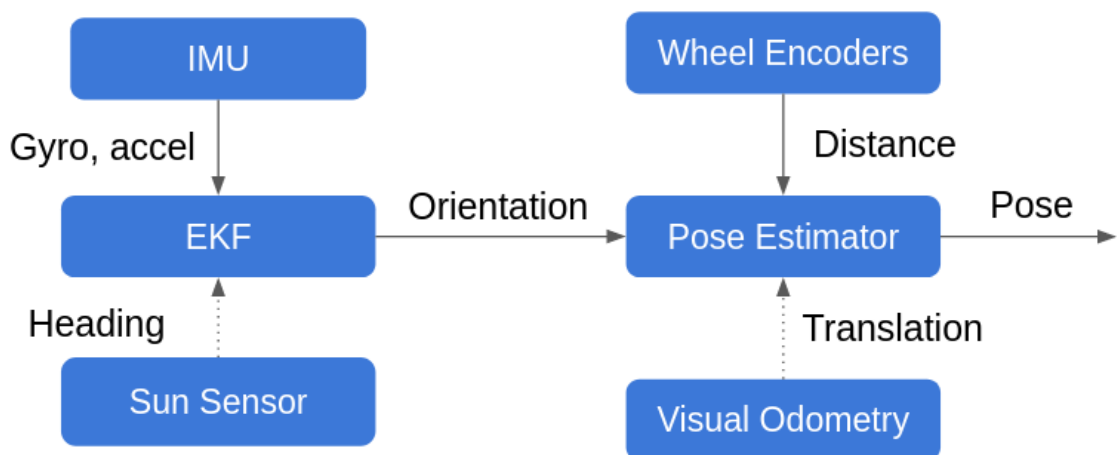 IMU
Wheel Encoders
Gyro, accel
Distance
EKF
Orientation
Pose Estimator
Pose
Heading
Translation
Sun Sensor
Visual Odometry